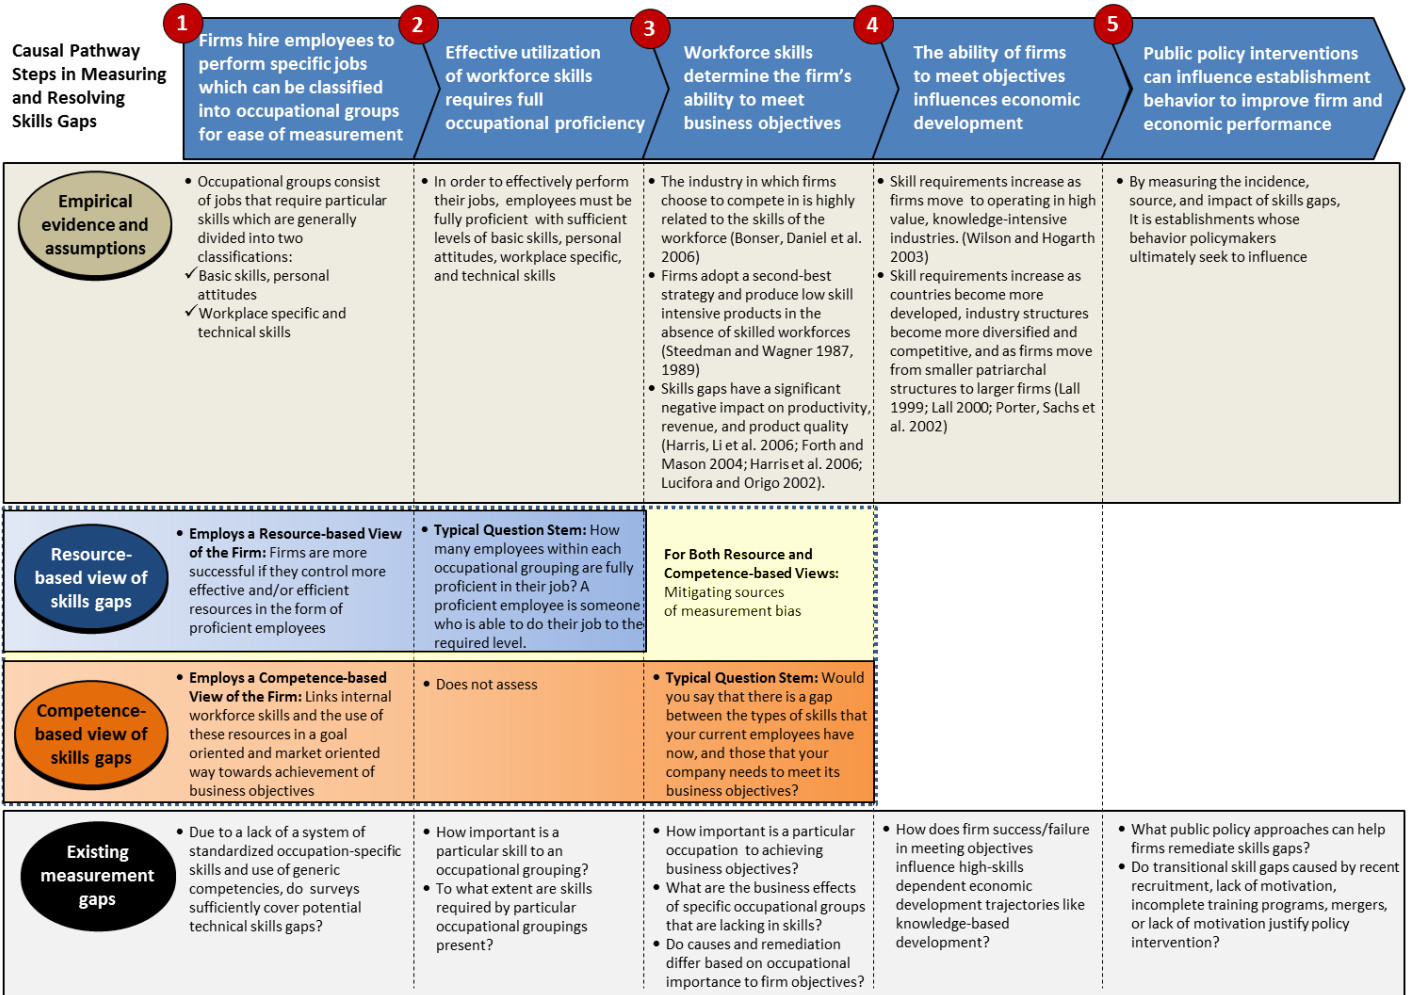 Causal Pathway
Steps in Measuring
and Resolving
Skills Gaps
1
Firms hire employees to
perform specific jobs
which can be classified
into occupational groups
for ease of measurement
2
Effective utilization
of workforce skills
requires full
occupational proficiency
3
Workforce skills
determine the firm's
ability to meet
business objectives
4
The ability of firms
to meet objectives
influences economic
development
5
Public policy interventions
can influence establishment
behavior to improve firm and
economic performance
Empirical
evidence and
assumptions
• Occupational groups consist
of jobs that require particular
skills which are generally
divided into two
classifications:
✓ Basic skills, personal
attitudes
✓ Workplace specific and
technical skills
• In order to effectively perform
their jobs, employees must be
fully proficient with sufficient
levels of basic skills, personal
attitudes, workplace specific,
and technical skills
• The industry in which firms
choose to compete in is highly
related to the skills of the
workforce (Bonser, Daniel et al.
2006)
• Firms adopt a second-best
strategy and produce low skill
intensive products in the
absence of skilled workforces
(Steedman and Wagner 1987,
1989)
• Skills gaps have a significant
negative impact on productivity,
revenue, and product quality
(Harris, Li et al. 2006; Forth and
Mason 2004; Harris et al. 2006;
Lucifora and Origo 2002).
• Skill requirements increase as
firms move to operating in high
value, knowledge-intensive
industries. (Wilson and Hogarth
2003)
• Skill requirements increase as
countries become more
developed, industry structures
become more diversified and
competitive, and as firms move
from smaller patriarchal
structures to larger firms (Lall
1999; Lall 2000; Porter, Sachs et
al. 2002)
• By measuring the incidence,
source, and impact of skills gaps,
It is establishments whose
behavior policymakers
ultimately seek to influence
Resource-
based view of
skills gaps
• Employs a Resource-based View
of the Firm: Firms are more
successful if they control more
effective and/or efficient
resources in the form of
proficient employees
• Typical Question Stem: How
many employees within each
occupational grouping are fully
proficient in their job? A
proficient employee is someone
who is able to do their job to the
required level.
For Both Resource and
Competence-based Views:
Mitigating sources
of measurement bias
Competence-
based view of
skills gaps
• Employs a Competence-based
View of the Firm: Links internal
workforce skills and the use of
these resources in a goal
oriented and market oriented
way towards achievement of
business objectives
• Does not assess
• Typical Question Stem: Would
you say that there is a gap
between the types of skills that
your current employees have
now, and those that your
company needs to meet its
business objectives?
Existing
measurement
gaps
• Due to a lack of a system of
standardized occupation-specific
skills and use of generic
competencies, do surveys
sufficiently cover potential
technical skills gaps?
• How important is a
particular skill to an
occupational grouping?
• To what extent are skills
required by particular
occupational groupings
present?
• How important is a particular
occupation to achieving
business objectives?
• What are the business effects
of specific occupational groups
that are lacking in skills?
• Do causes and remediation
differ based on occupational
importance to firm objectives?
• How does firm success/failure
in meeting objectives
influence high-skills
dependent economic
development trajectories like
knowledge-based
development?
• What public policy approaches can help
firms remediate skills gaps?
• Do transitional skill gaps caused by recent
recruitment, lack of motivation,
incomplete training programs, mergers,
or lack of motivation justify policy
intervention?